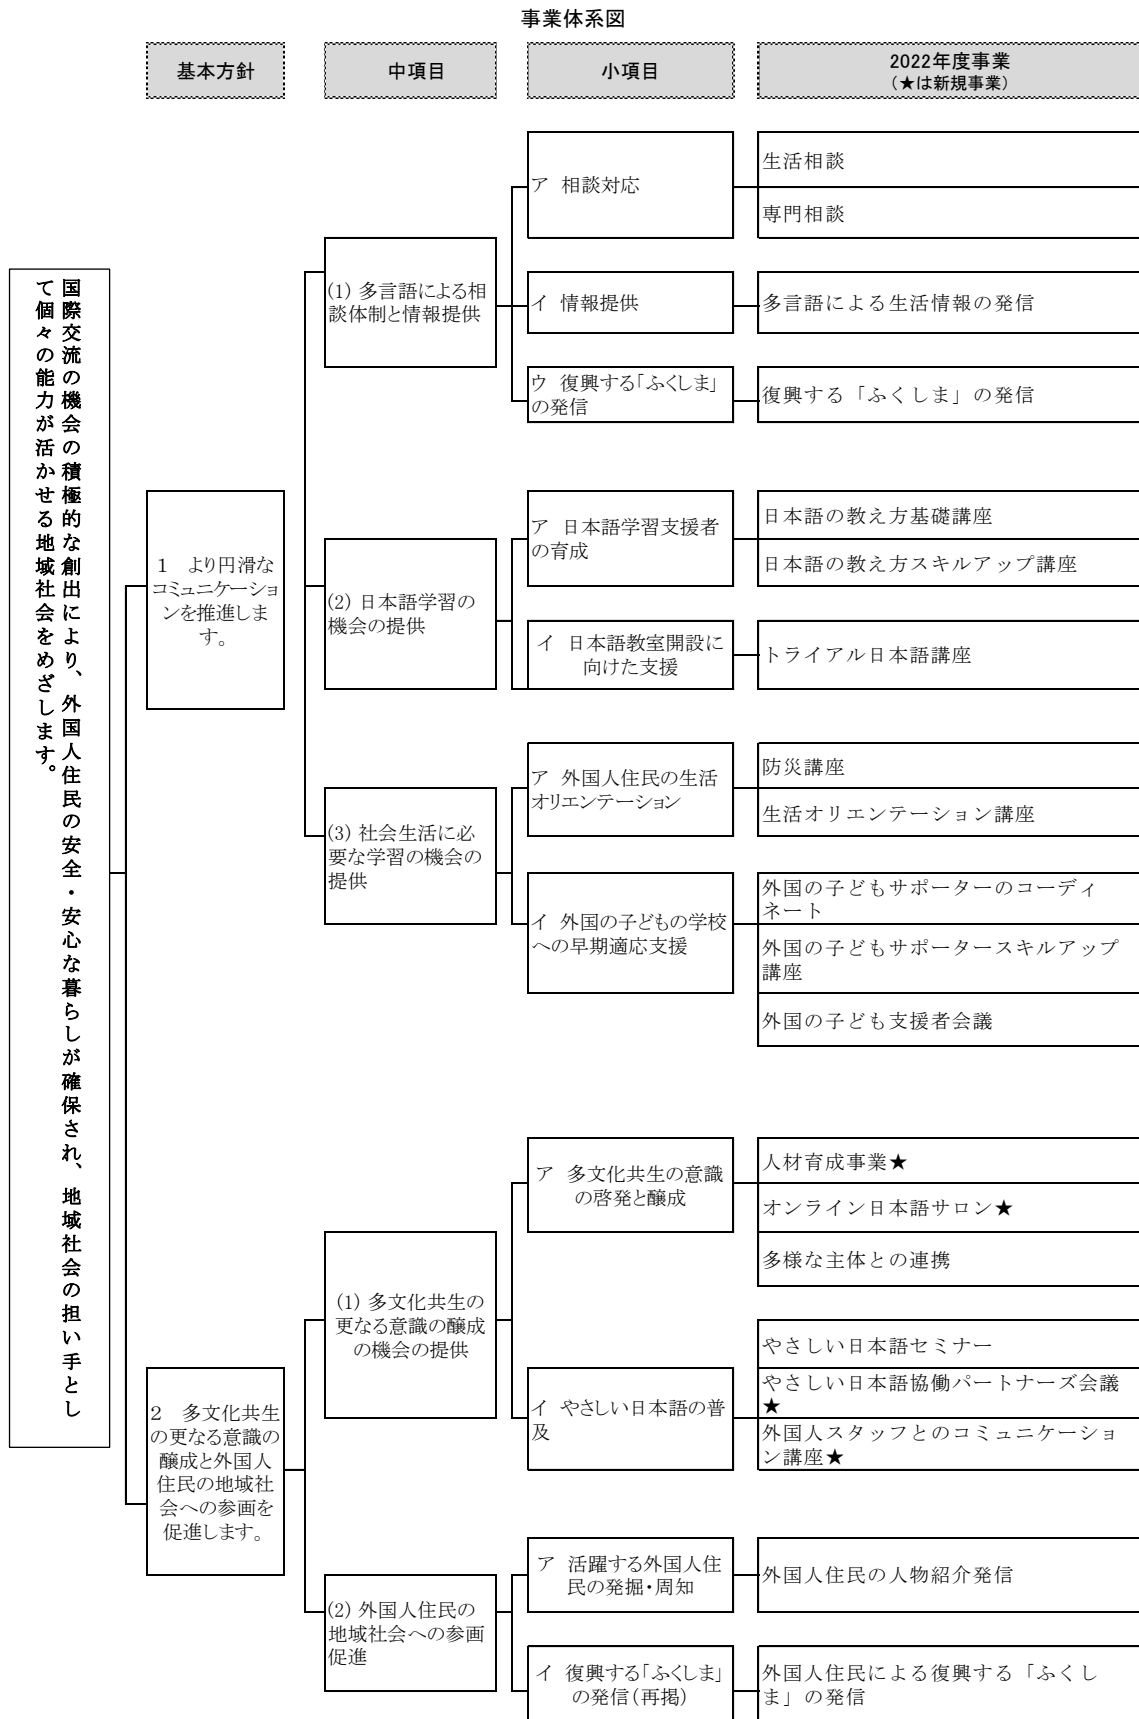 事業体系図
基本方針
中項目
小項目
2022年度事業
(★は新規事業)
国際交流の機会の積極的な創出により、外国人住民の安全・安心な暮らしが確保され、地域社会の担い手とし
て個々の能力が活かせる地域社会をめざします。
1　より円滑な
コミュニケーショ
ンを推進しま
す。
(1) 多言語による相
談体制と情報提供
ア 相談対応
生活相談
専門相談
イ 情報提供
多言語による生活情報の発信
ウ 復興する「ふくしま」
の発信
復興する「ふくしま」の発信
(2) 日本語学習の
機会の提供
ア 日本語学習支援者
の育成
日本語の教え方基礎講座
日本語の教え方スキルアップ講座
イ 日本語教室開設に
向けた支援
トライアル日本語講座
(3) 社会生活に必
要な学習の機会の
提供
ア 外国人住民の生活
オリエンテーション
防災講座
生活オリエンテーション講座
イ 外国の子どもの学校
への早期適応支援
外国の子どもサポーターのコーディ
ネート
外国の子どもサポータースキルアップ
講座
外国の子ども支援者会議
2　多文化共生
の更なる意識の
醸成と外国人
住民の地域社
会への参画を
促進します。
(1) 多文化共生の
更なる意識の醸成
の機会の提供
ア 多文化共生の意識
の啓発と醸成
人材育成事業★
オンライン日本語サロン★
多様な主体との連携
イ やさしい日本語の普
及
やさしい日本語セミナー
やさしい日本語協働パートナーズ会議
★
外国人スタッフとのコミュニケーショ
ン講座★
(2) 外国人住民の
地域社会への参画
促進
ア 活躍する外国人住
民の発掘・周知
外国人住民の人物紹介発信
イ 復興する「ふくしま」
の発信(再掲)
外国人住民による復興する「ふくし
ま」の発信